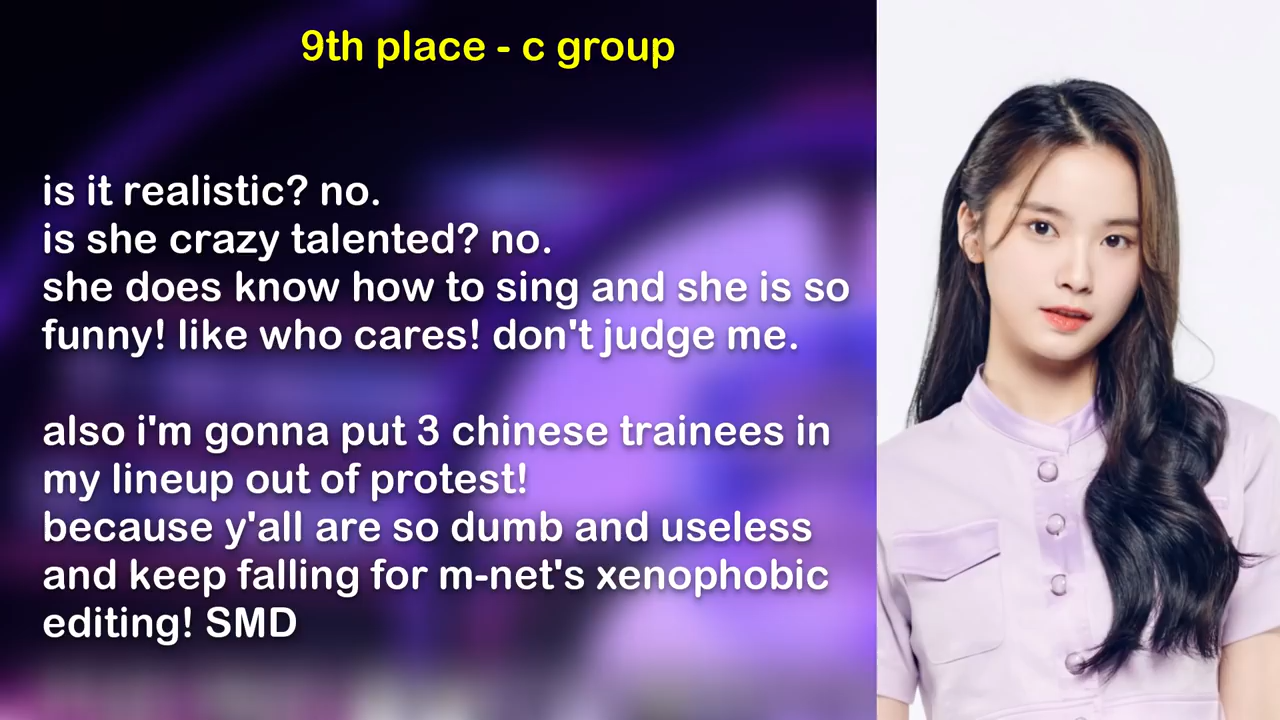 9th place - c group
is it realistic? no.
is she crazy talented? no.
she does know how to sing and she is so
funny! like who cares! don't judge me.
also i'm gonna put 3 chinese trainees in
my lineup out of protest!
because y'all are so dumb and useless
and keep falling for m-net's xenophobic
editing! SMD